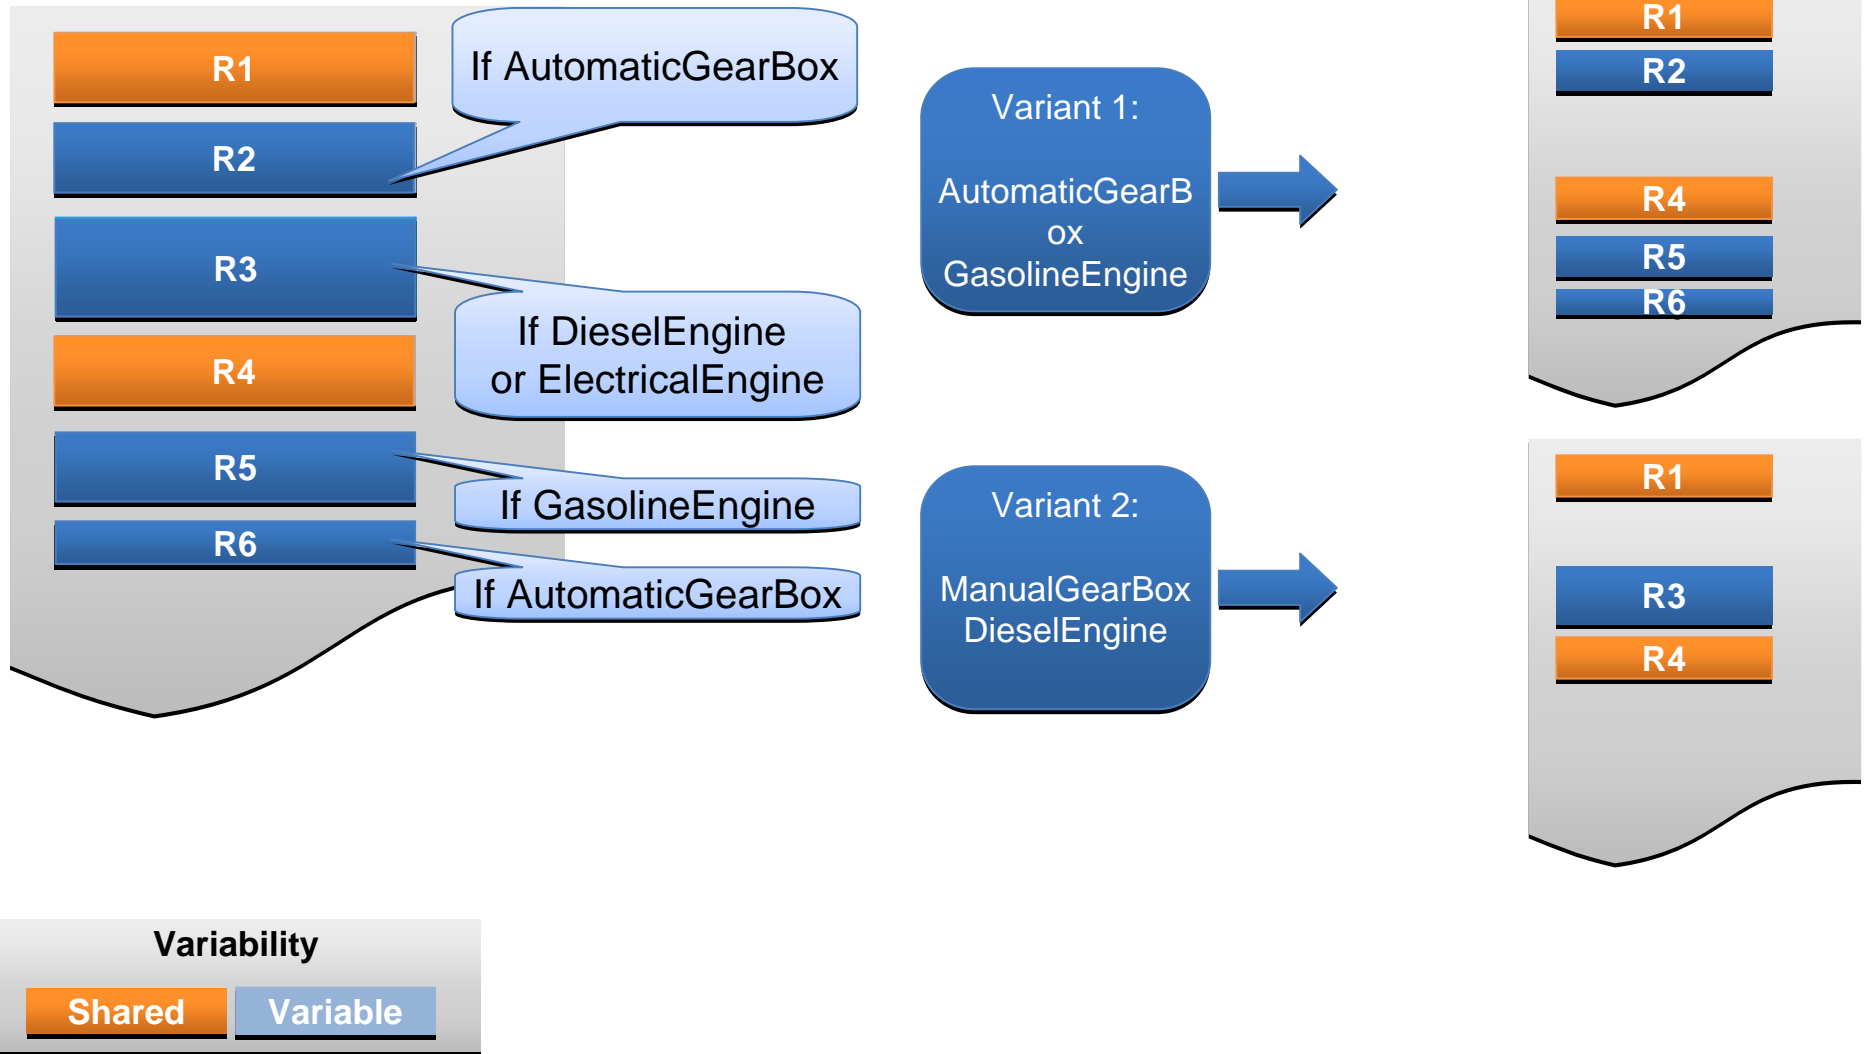 R1
R2
R3
R4
R5
R6
If AutomaticGearBox
If DieselEngine
or ElectricalEngine
If GasolineEngine
If AutomaticGearBox
Variant 1:
AutomaticGearB
ox
GasolineEngine
Variant 2:
ManualGearBox
DieselEngine
R1
R2
R4
R5
R6
R1
R3
R4
Variability
Shared
Variable